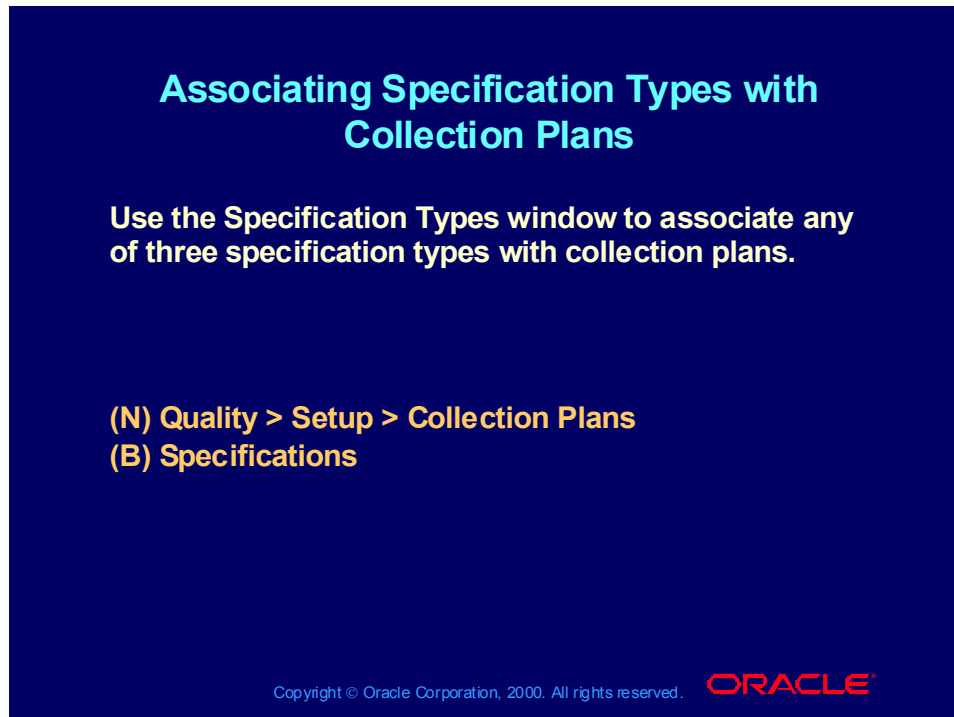 Associating Specification Types with
Collection Plans
Use the Specification Types window to associate any
of three specification types with collection plans.
(N) Quality > Setup > Collection Plans
(B) Specifications
Copyright © Oracle Corporation, 2000. All rights reserved.
ORACLE®